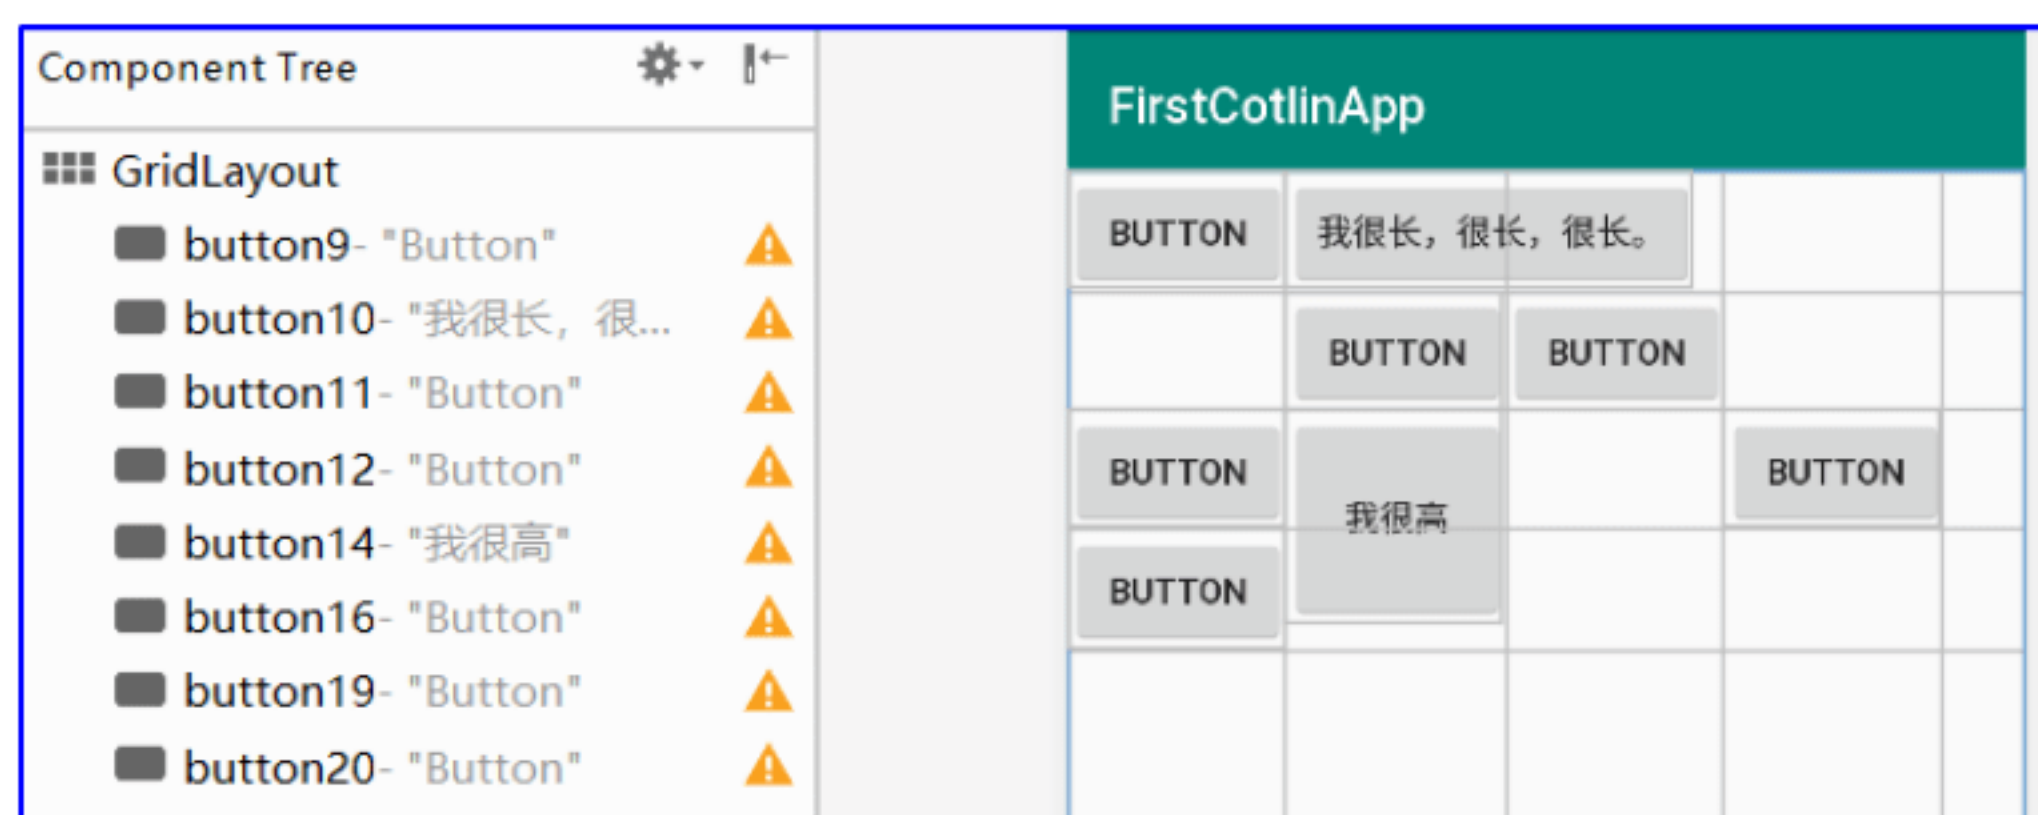 Component Tree
GridLayout
button9- "Button"
button10- "我很长，很...
button11- "Button"
button12- "Button"
button14- "我很高"
button16- "Button"
button19- "Button"
button20- "Button"
FirstCotlinApp
BUTTON 我很长，很长，很长。
BUTTON BUTTON
BUTTON 我很高 BUTTON
BUTTON